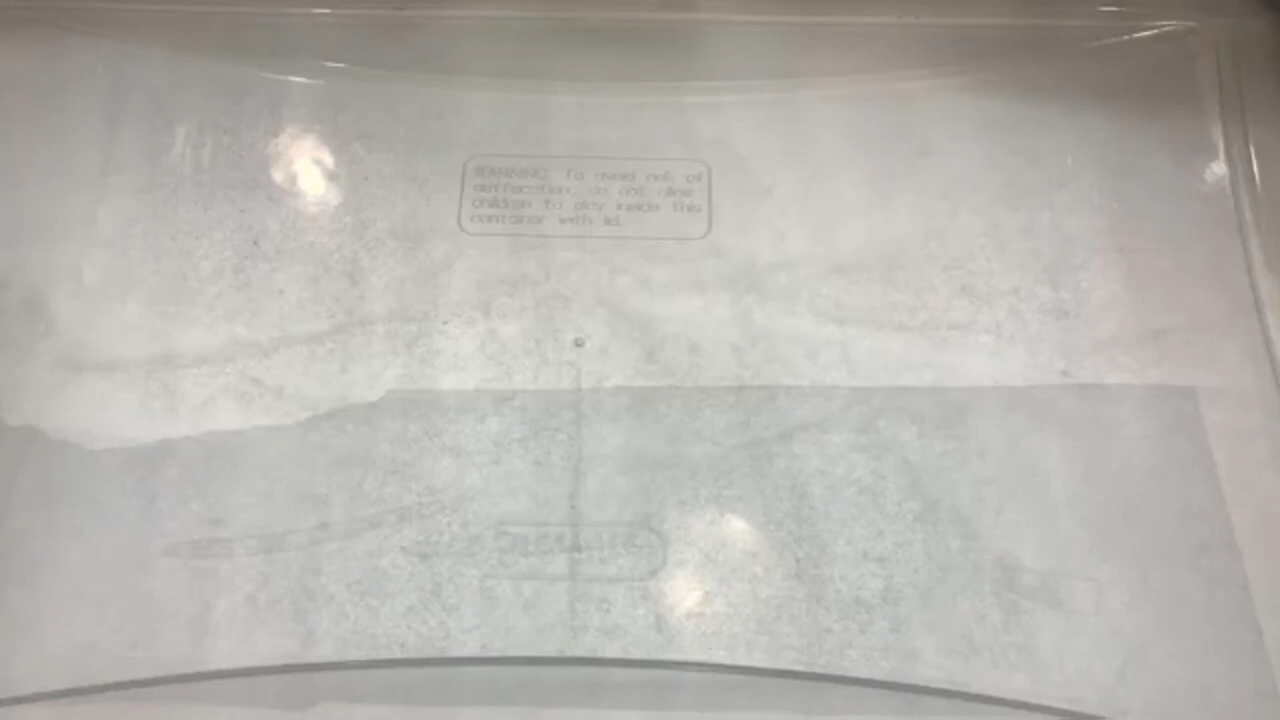 WARNING: To avoid risk of
suffocation, do not allow
children to play inside this
container with lid.